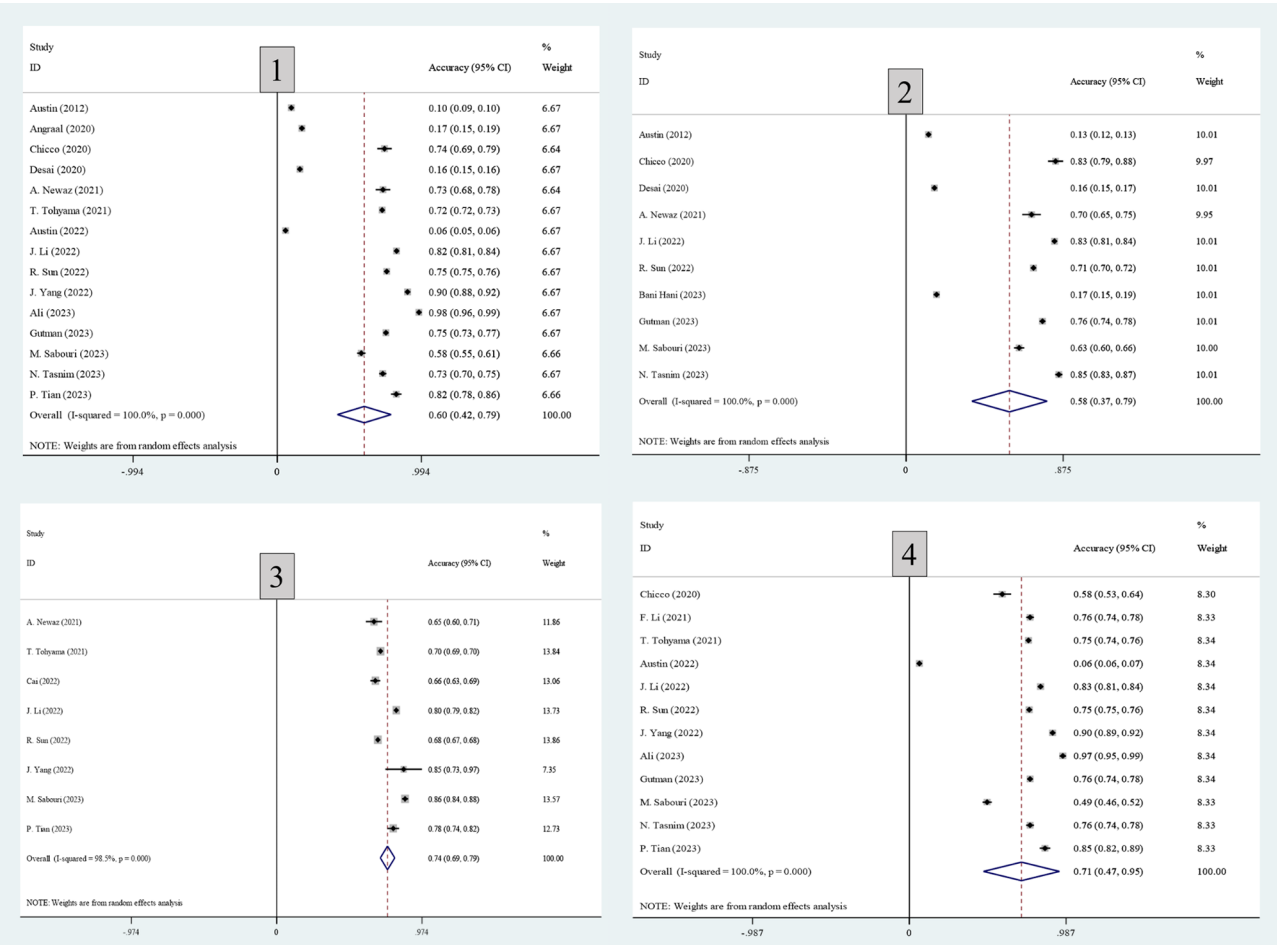 Study %
ID 1 Accuracy (95% CI) Weight
Austin (2012) 0.10 (0.09, 0.10) 6.67
Angraal (2020) 0.17 (0.15, 0.19) 6.67
Chicco (2020) 0.74 (0.69, 0.79) 6.64
Desai (2020) 0.16 (0.15, 0.16) 6.67
A. Newaz (2021) 0.73 (0.68, 0.78) 6.64
T. Tohyama (2021) 0.72 (0.72, 0.73) 6.67
Austin (2022) 0.06 (0.05, 0.06) 6.67
J. Li (2022) 0.82 (0.81, 0.84) 6.67
R. Sun (2022) 0.75 (0.75, 0.76) 6.67
J. Yang (2022) 0.90 (0.88, 0.92) 6.67
Ali (2023) 0.98 (0.96, 0.99) 6.67
Gutman (2023) 0.75 (0.73, 0.77) 6.67
M. Sabouri (2023) 0.58 (0.55, 0.61) 6.66
N. Tasnim (2023) 0.73 (0.70, 0.75) 6.67
P. Tian (2023) 0.82 (0.78, 0.86) 6.66
Overall (I-squared = 100.0%, p = 0.000) 0.60 (0.42, 0.79) 100.00
NOTE: Weights are from random effects analysis
-.994 0 .994
Study %
ID 2 Accuracy (95% CI) Weight
Austin (2012) 0.13 (0.12, 0.13) 10.01
Chicco (2020) 0.83 (0.79, 0.88) 9.97
Desai (2020) 0.16 (0.15, 0.17) 10.01
A. Newaz (2021) 0.70 (0.65, 0.75) 9.95
J. Li (2022) 0.83 (0.81, 0.84) 10.01
R. Sun (2022) 0.71 (0.70, 0.72) 10.01
Bani Hani (2023) 0.17 (0.15, 0.19) 10.01
Gutman (2023) 0.76 (0.74, 0.78) 10.01
M. Sabouri (2023) 0.63 (0.60, 0.66) 10.00
N. Tasnim (2023) 0.85 (0.83, 0.87) 10.01
Overall (I-squared = 100.0%, p = 0.000) 0.58 (0.37, 0.79) 100.00
NOTE: Weights are from random effects analysis
-.875 0 .875
Study %
ID 3 Accuracy (95% CI) Weight
A. Newaz (2021) 0.65 (0.60, 0.71) 11.86
T. Tohyama (2021) 0.70 (0.69, 0.70) 13.84
Cai (2022) 0.66 (0.63, 0.69) 13.06
J. Li (2022) 0.80 (0.79, 0.82) 13.73
R. Sun (2022) 0.68 (0.67, 0.68) 13.86
J. Yang (2022) 0.85 (0.73, 0.97) 7.35
M. Sabouri (2023) 0.86 (0.84, 0.88) 13.57
P. Tian (2023) 0.78 (0.74, 0.82) 12.73
Overall (I-squared = 98.5%, p = 0.000) 0.74 (0.69, 0.79) 100.00
NOTE: Weights are from random effects analysis
-.974 0 .974
Study %
ID 4 Accuracy (95% CI) Weight
Chicco (2020) 0.58 (0.53, 0.64) 8.30
F. Li (2021) 0.76 (0.74, 0.78) 8.33
T. Tohyama (2021) 0.75 (0.74, 0.76) 8.34
Austin (2022) 0.06 (0.06, 0.07) 8.34
J. Li (2022) 0.83 (0.81, 0.84) 8.34
R. Sun (2022) 0.75 (0.75, 0.76) 8.34
J. Yang (2022) 0.90 (0.89, 0.92) 8.34
Ali (2023) 0.97 (0.95, 0.99) 8.34
Gutman (2023) 0.76 (0.74, 0.78) 8.34
M. Sabouri (2023) 0.49 (0.46, 0.52) 8.33
N. Tasnim (2023) 0.76 (0.74, 0.78) 8.33
P. Tian (2023) 0.85 (0.82, 0.89) 8.33
Overall (I-squared = 100.0%, p = 0.000) 0.71 (0.47, 0.95) 100.00
NOTE: Weights are from random effects analysis
-.987 0 .987